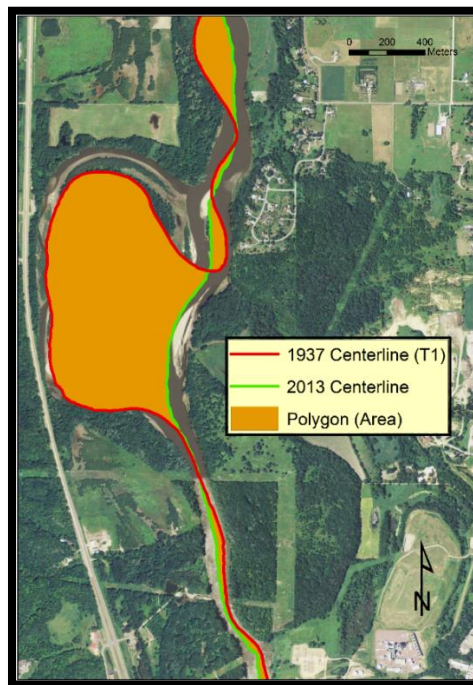 0 200 400
Meters
1937 Centerline (T1)
2013 Centerline
Polygon (Area)
N